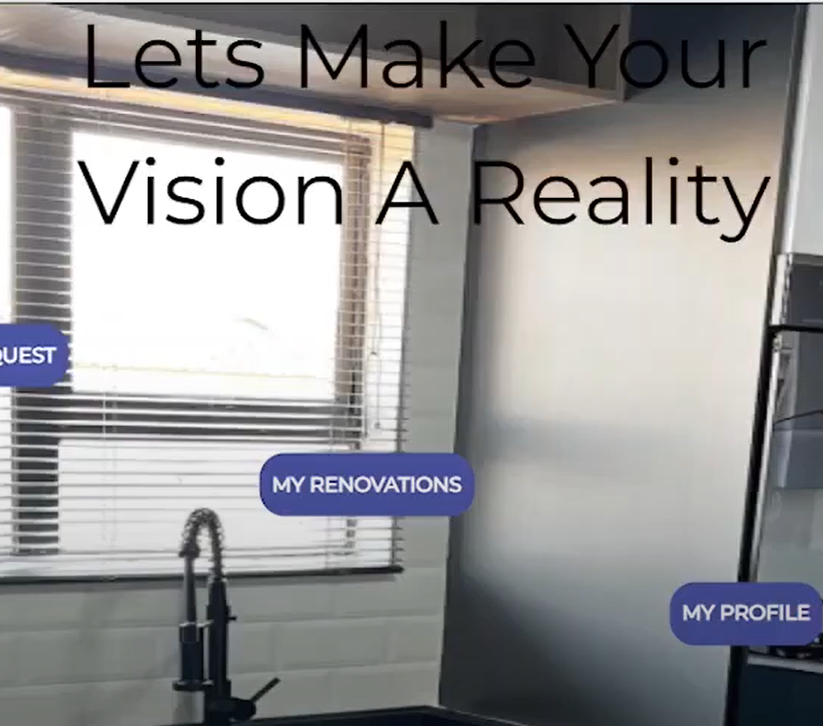 Lets Make Your
Vision A Reality
QUEST
MY RENOVATIONS
MY PROFILE